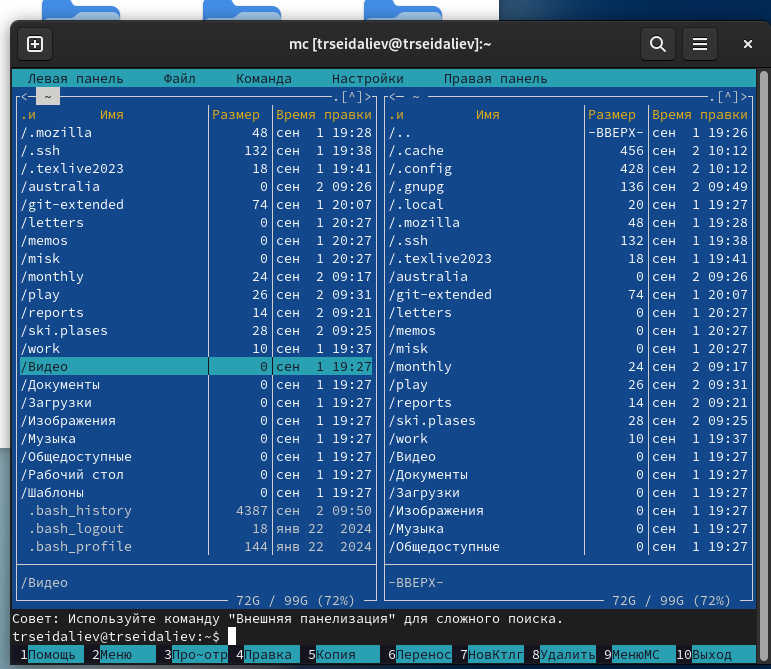 mc [trseidaliev@trseidaliev]:~
Левая панель Файл Команда Настройки Правая панель
<─ ~ .[^]>
.и Имя Размер Время правки
/.mozilla 48 сен 1 19:28
/.ssh 132 сен 1 19:38
/.texlive2023 18 сен 1 19:41
/australia 0 сен 2 09:26
/git-extended 74 сен 1 20:07
/letters 0 сен 1 20:27
/memos 0 сен 1 20:27
/misk 0 сен 1 20:27
/monthly 24 сен 2 09:17
/play 26 сен 2 09:31
/reports 14 сен 2 09:21
/ski.plases 28 сен 2 09:25
/work 10 сен 1 19:37
/Видео 0 сен 1 19:27
/Документы 0 сен 1 19:27
/Загрузки 0 сен 1 19:27
/Изображения 0 сен 1 19:27
/Музыка 0 сен 1 19:27
/Общедоступные 0 сен 1 19:27
/Рабочий стол 0 сен 1 19:27
/Шаблоны 0 сен 1 19:27
.bash_history 4387 сен 2 09:50
.bash_logout 18 янв 22 2024
.bash_profile 144 янв 22 2024
/Видео
72G / 99G (72%)
<─ ~ .[^]>
.и Имя Размер Время правки
/.. -ВВЕРХ- сен 1 19:26
/.cache 456 сен 2 10:12
/.config 428 сен 2 10:12
/.gnupg 136 сен 2 09:49
/.local 20 сен 1 19:27
/.mozilla 48 сен 1 19:28
/.ssh 132 сен 1 19:38
/.texlive2023 18 сен 1 19:41
/australia 0 сен 2 09:26
/git-extended 74 сен 1 20:07
/letters 0 сен 1 20:27
/memos 0 сен 1 20:27
/misk 0 сен 1 20:27
/monthly 24 сен 2 09:17
/play 26 сен 2 09:31
/reports 14 сен 2 09:21
/ski.plases 28 сен 2 09:25
/work 10 сен 1 19:37
/Видео 0 сен 1 19:27
/Документы 0 сен 1 19:27
/Загрузки 0 сен 1 19:27
/Изображения 0 сен 1 19:27
/Музыка 0 сен 1 19:27
/Общедоступные 0 сен 1 19:27
-ВВЕРХ-
72G / 99G (72%)
Совет: Используйте команду "Внешняя панелизация" для сложного поиска.
trseidaliev@trseidaliev:~$
1Помощь 2Меню 3Про~отр 4Правка 5Копия 6Перенос 7НовКтлг 8Удалить 9МенюMC 10Выход